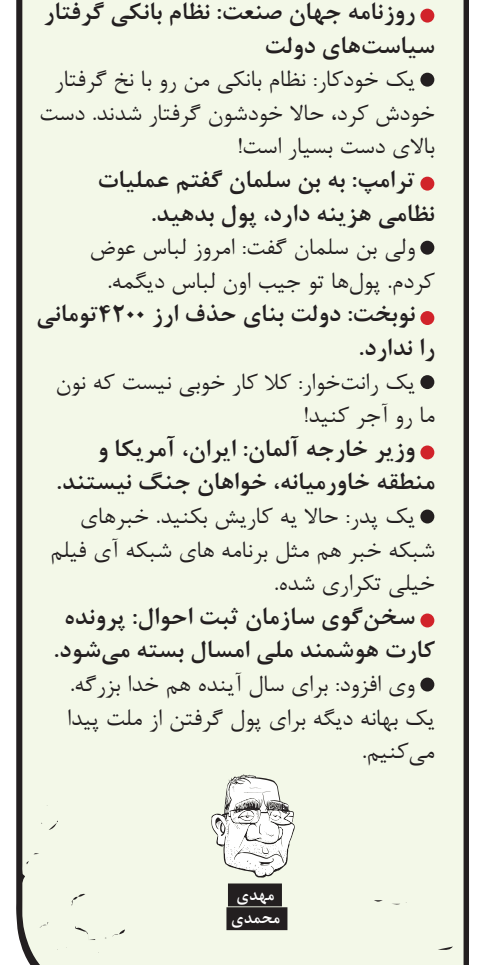 ● روزنامه جهان صنعت: نظام بانکی گرفتار
سیاست‌های دولت
● یک خودکار: نظام بانکی من رو با نخ گرفتار
خودش کرد، حالا خودشون گرفتار شدند. دست
بالای دست بسیار است!
● ترامپ: به بن سلمان گفتم عملیات
نظامی هزینه دارد، پول بدهید.
● ولی بن سلمان گفت: امروز لباس عوض
کردم. پول‌ها تو جیب اون لباس دیگمه.
● نوبخت: دولت بنای حذف ارز ۴۲۰۰تومانی
را ندارد.
● یک رانت‌خوار: کلا کار خوبی نیست که نون
ما رو آجر کنید!
● وزیر خارجه آلمان: ایران، آمریکا و
منطقه خاورمیانه، خواهان جنگ نیستند.
● یک پدر: حالا یه کاریش بکنید. خبرهای
شبکه خبر هم مثل برنامه های شبکه آی فیلم
خیلی تکراری شده.
● سخن‌گوی سازمان ثبت احوال: پرونده
کارت هوشمند ملی امسال بسته می‌شود.
● وی افزود: برای سال آینده هم خدا بزرگه.
یک بهانه دیگه برای پول گرفتن از ملت پیدا
می‌کنیم.
مهدی
محمدی